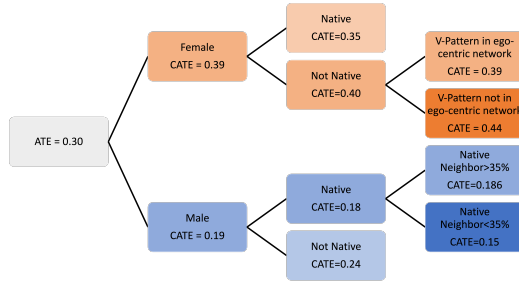 ATE = 0.30
Female
CATE = 0.39
Native
CATE=0.35
Not Native
CATE=0.40
V-Pattern in ego-
centric network
CATE = 0.39
V-Pattern not in
ego-centric network
CATE = 0.44
Male
CATE = 0.19
Native
CATE=0.18
Native
Neighbor>35%
CATE=0.186
Native
Neighbor<35%
CATE=0.15
Not Native
CATE=0.24